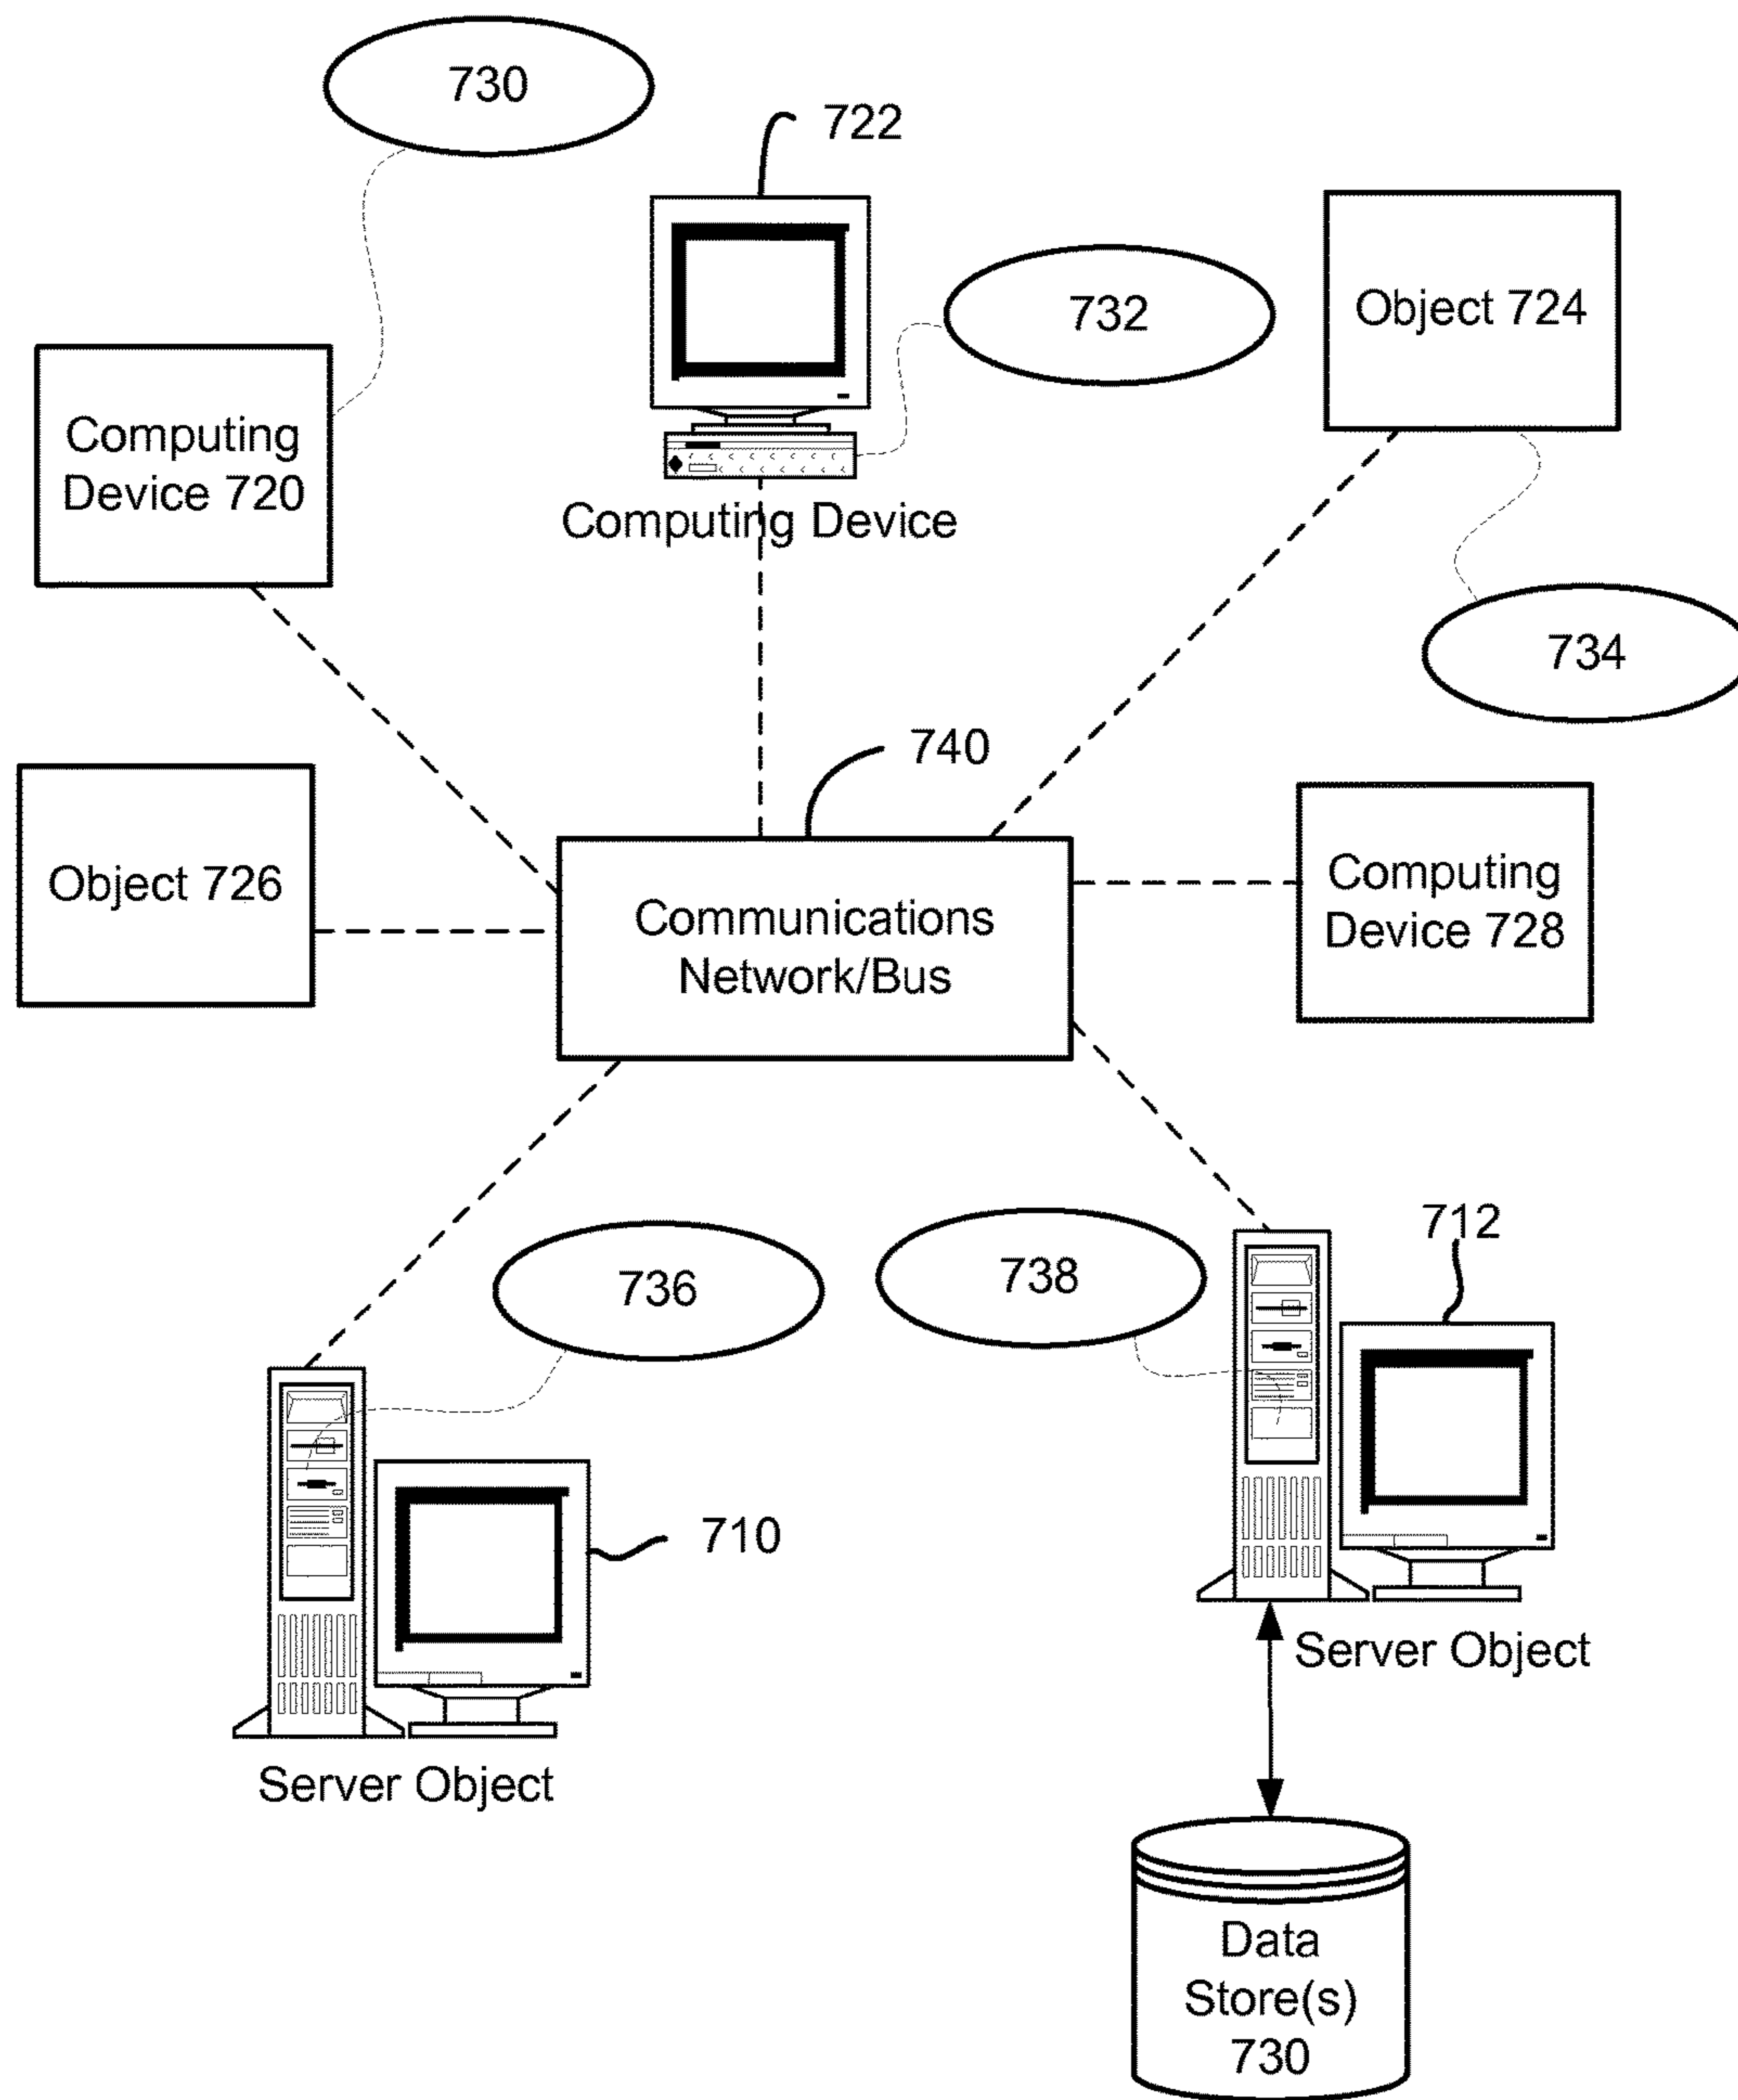 730
722
732
Object 724
Computing
Device 720
Computing Device
734
740
Object 726
Communications
Network/Bus
Computing
Device 728
736
738
712
710
Server Object
Server Object
Data
Store(s)
730